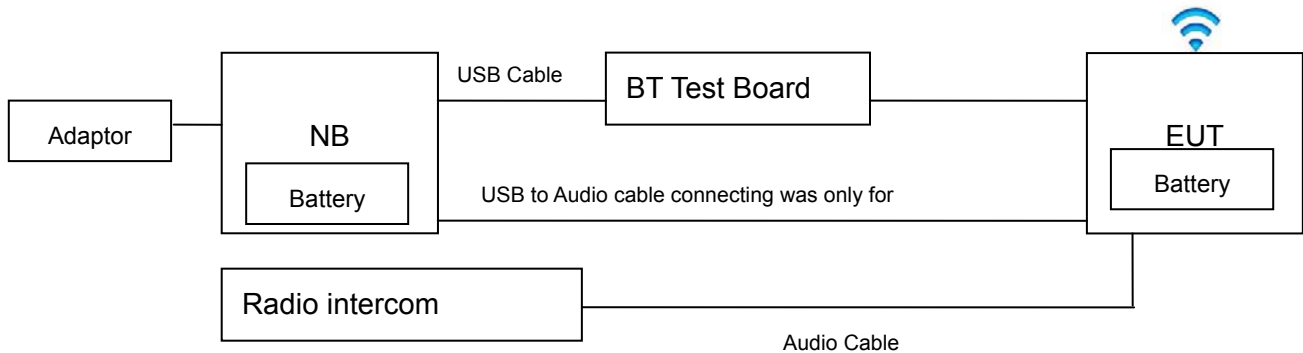 USB Cable
BT Test Board
Adaptor
NB
EUT
Battery
USB to Audio cable connecting was only for
Battery
Radio intercom
Audio Cable